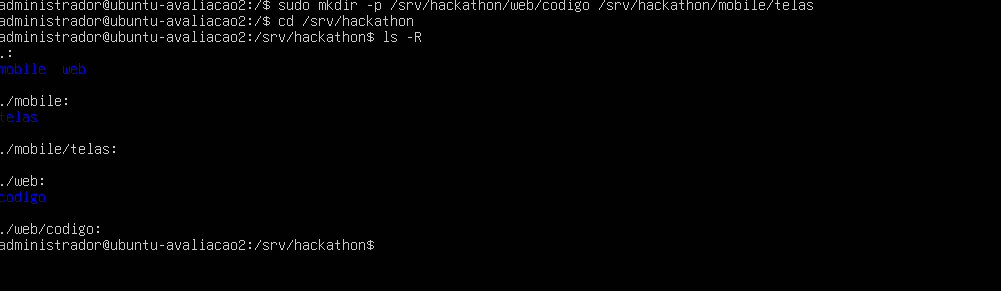 administrador@ubuntu-avaliacao2:/$ sudo mkdir -p /srv/hackathon/web/codigo /srv/hackathon/mobile/telas
administrador@ubuntu-avaliacao2:/$ cd /srv/hackathon
administrador@ubuntu-avaliacao2:/srv/hackathon$ ls -R
.:
mobile  web
./mobile:
telas
./mobile/telas:
./web:
codigo
./web/codigo:
administrador@ubuntu-avaliacao2:/srv/hackathon$